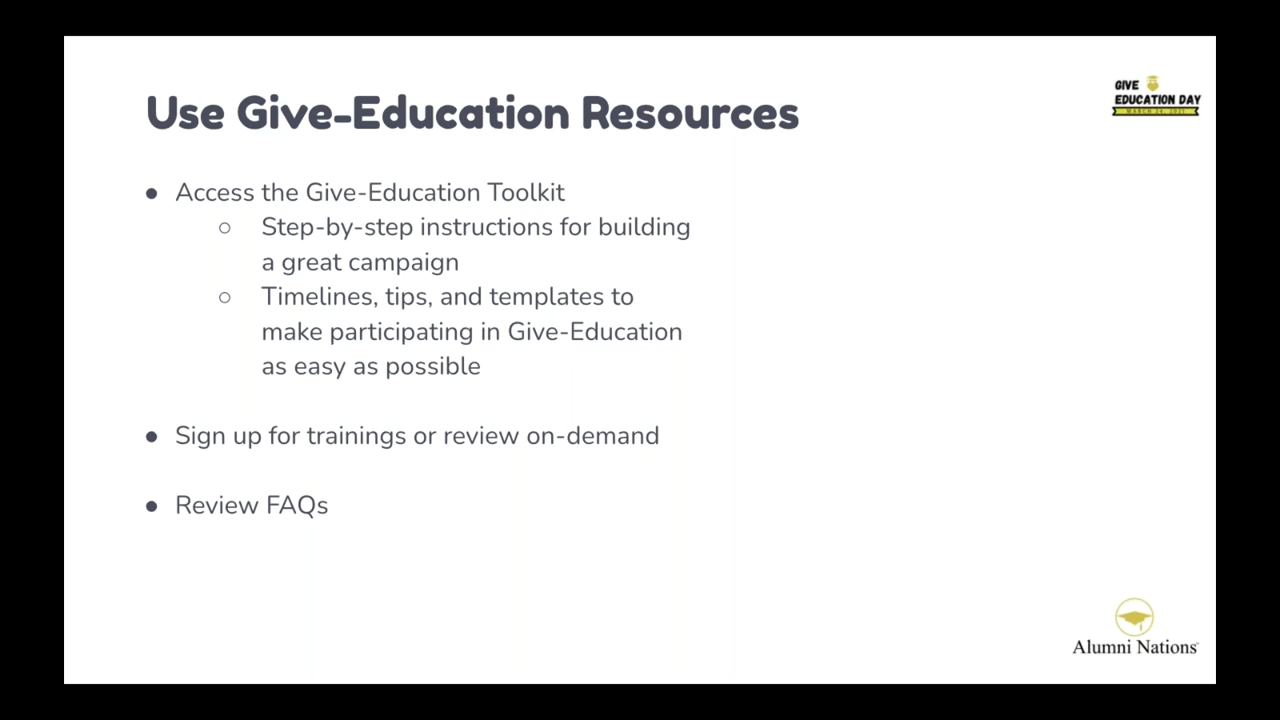 Use Give-Education Resources
GIVE
EDUCATION DAY
● Access the Give-Education Toolkit
○ Step-by-step instructions for building
a great campaign
○ Timelines, tips, and templates to
make participating in Give-Education
as easy as possible
● Sign up for trainings or review on-demand
● Review FAQs
Alumni Nations